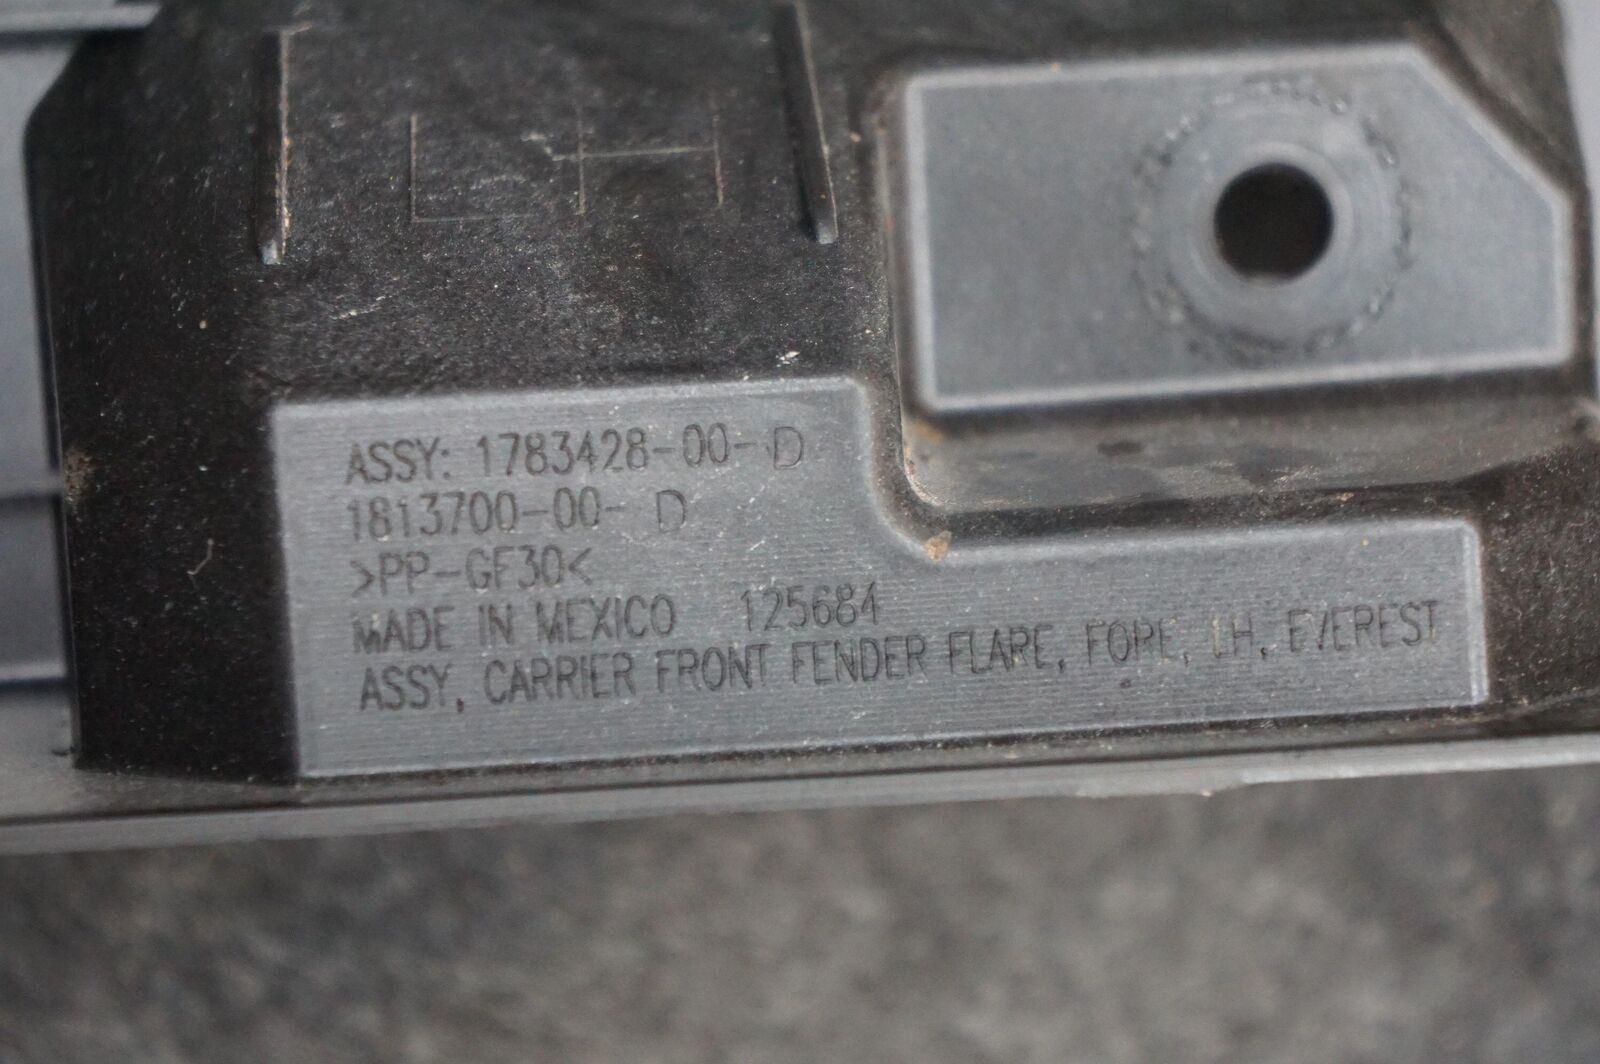 LH
ASSY: 1783428-00-D
1813700-00- D
>PP-GF30<
MADE IN MEXICO 125684
ASSY, CARRIER FRONT FENDER FLARE, FORE, LH, EVEREST